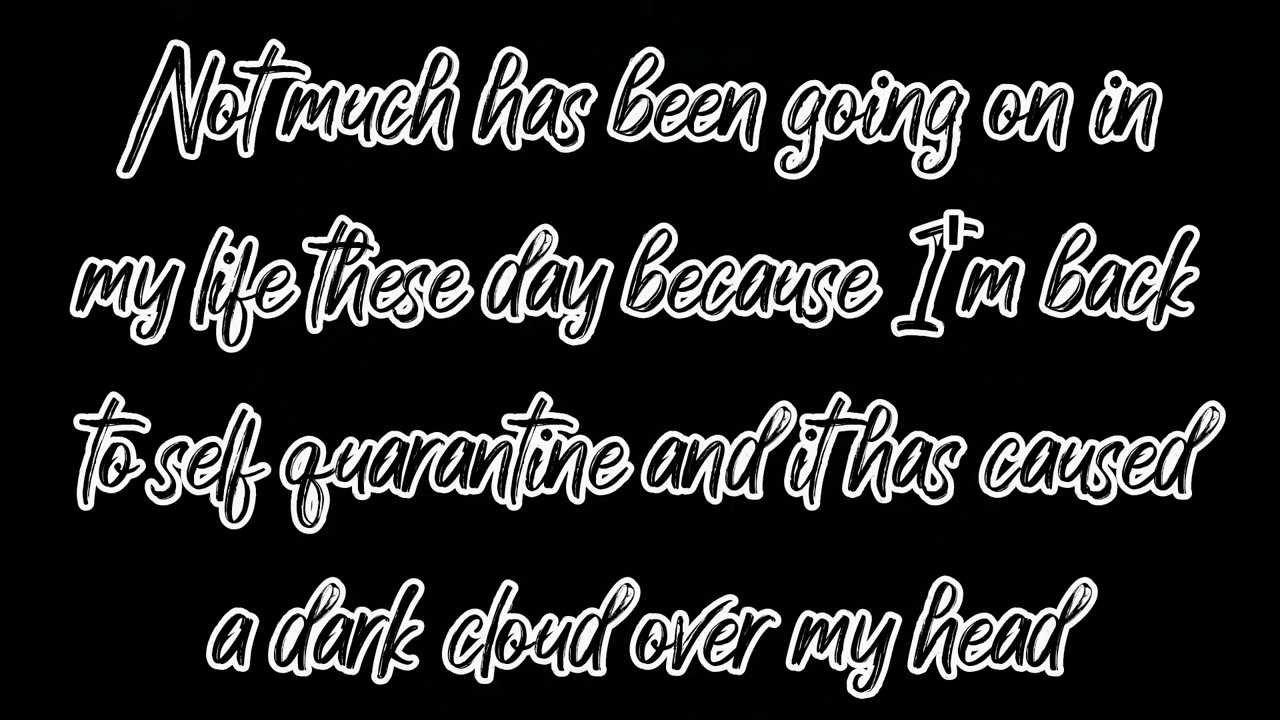 Not much has been going on in
my life these day because I'm back
to self quarantine and it has caused
a dark cloud over my head